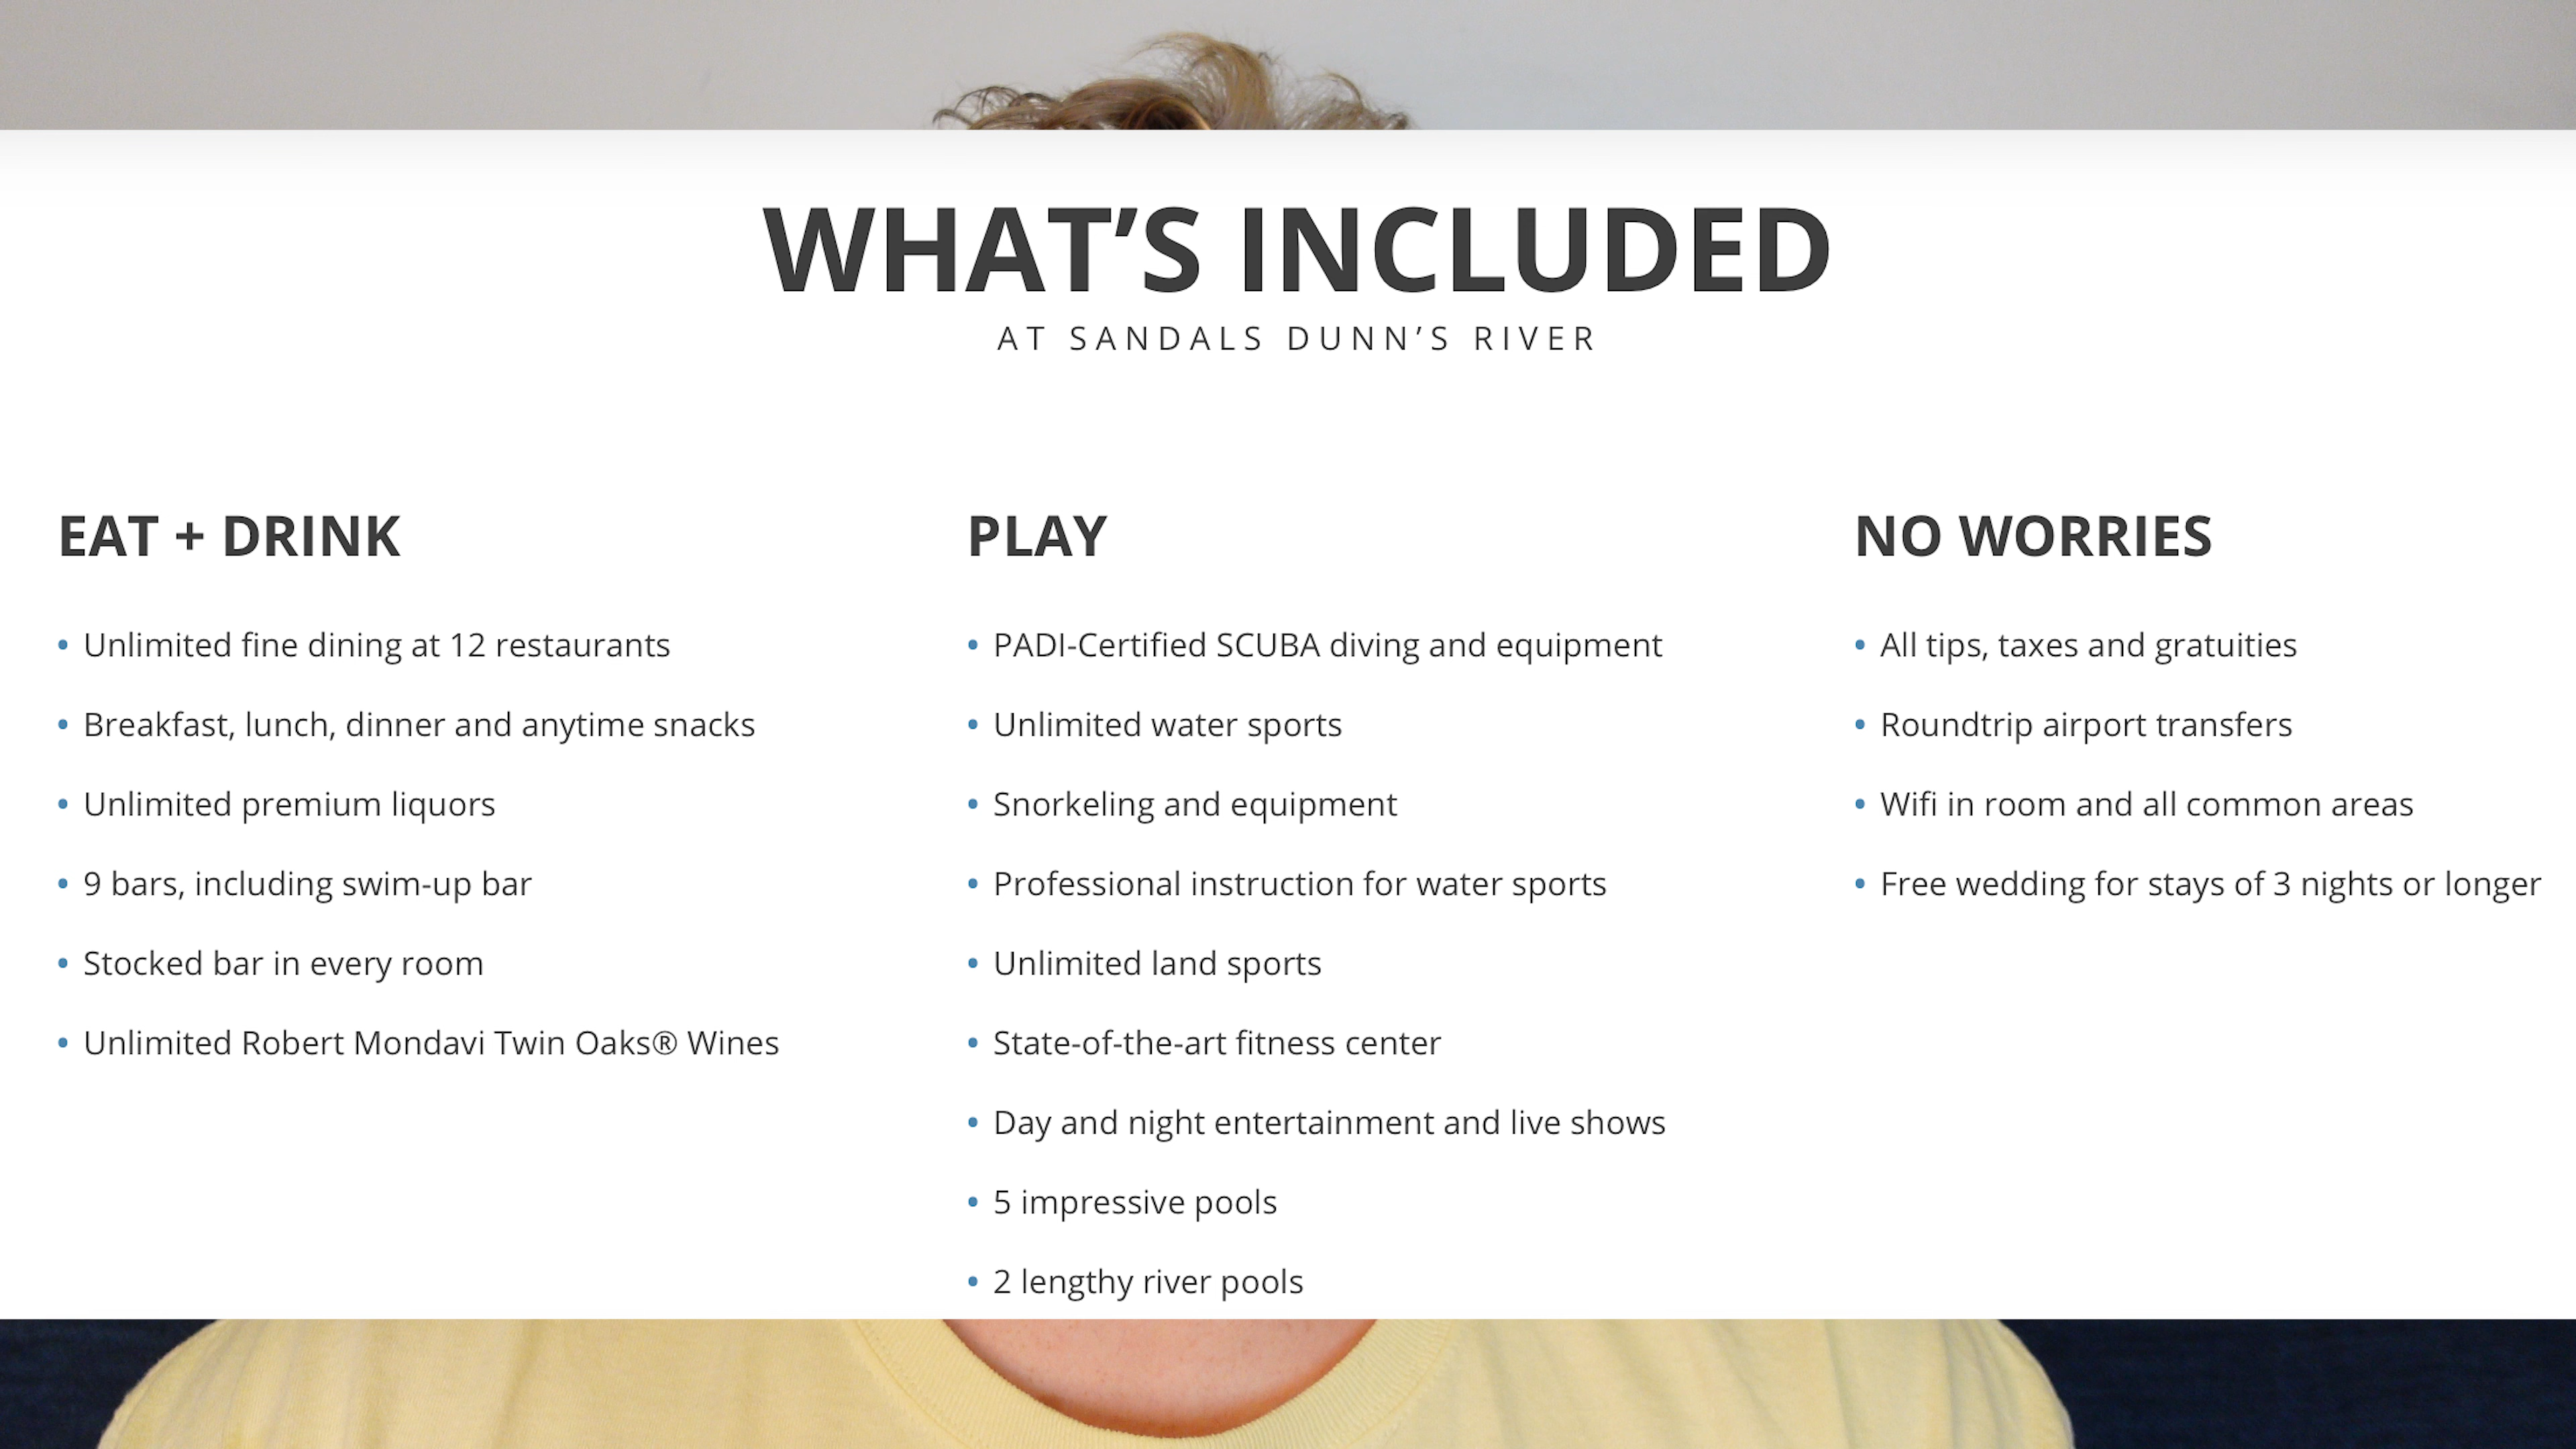 WHAT’S INCLUDED
AT SANDALS DUNN’S RIVER
EAT + DRINK
• Unlimited fine dining at 12 restaurants
• Breakfast, lunch, dinner and anytime snacks
• Unlimited premium liquors
• 9 bars, including swim-up bar
• Stocked bar in every room
• Unlimited Robert Mondavi Twin Oaks® Wines
PLAY
• PADI-Certified SCUBA diving and equipment
• Unlimited water sports
• Snorkeling and equipment
• Professional instruction for water sports
• Unlimited land sports
• State-of-the-art fitness center
• Day and night entertainment and live shows
• 5 impressive pools
• 2 lengthy river pools
NO WORRIES
• All tips, taxes and gratuities
• Roundtrip airport transfers
• Wifi in room and all common areas
• Free wedding for stays of 3 nights or longer